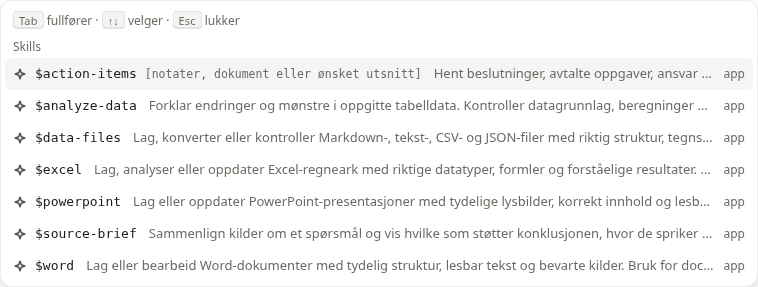 Tab fullfører · ↑↓ velger · Esc lukker
Skills
$action-items [notater, dokument eller ønsket utsnitt] Hent beslutninger, avtalte oppgaver, ansvar ... app
$analyze-data Forklar endringer og mønstre i oppgitte tabelldata. Kontroller datagrunnlag, beregninger ... app
$data-files Lag, konverter eller kontroller Markdown-, tekst-, CSV- og JSON-filer med riktig struktur, tegns... app
$excel Lag, analyser eller oppdater Excel-regneark med riktige datatyper, formler og forståelige resultater. ... app
$powerpoint Lag eller oppdater PowerPoint-presentasjoner med tydelige lysbilder, korrekt innhold og lesb... app
$source-brief Sammenlign kilder om et spørsmål og vis hvilke som støtter konklusjonen, hvor de spriker ... app
$word Lag eller bearbeid Word-dokumenter med tydelig struktur, lesbar tekst og bevarte kilder. Bruk for doc... app